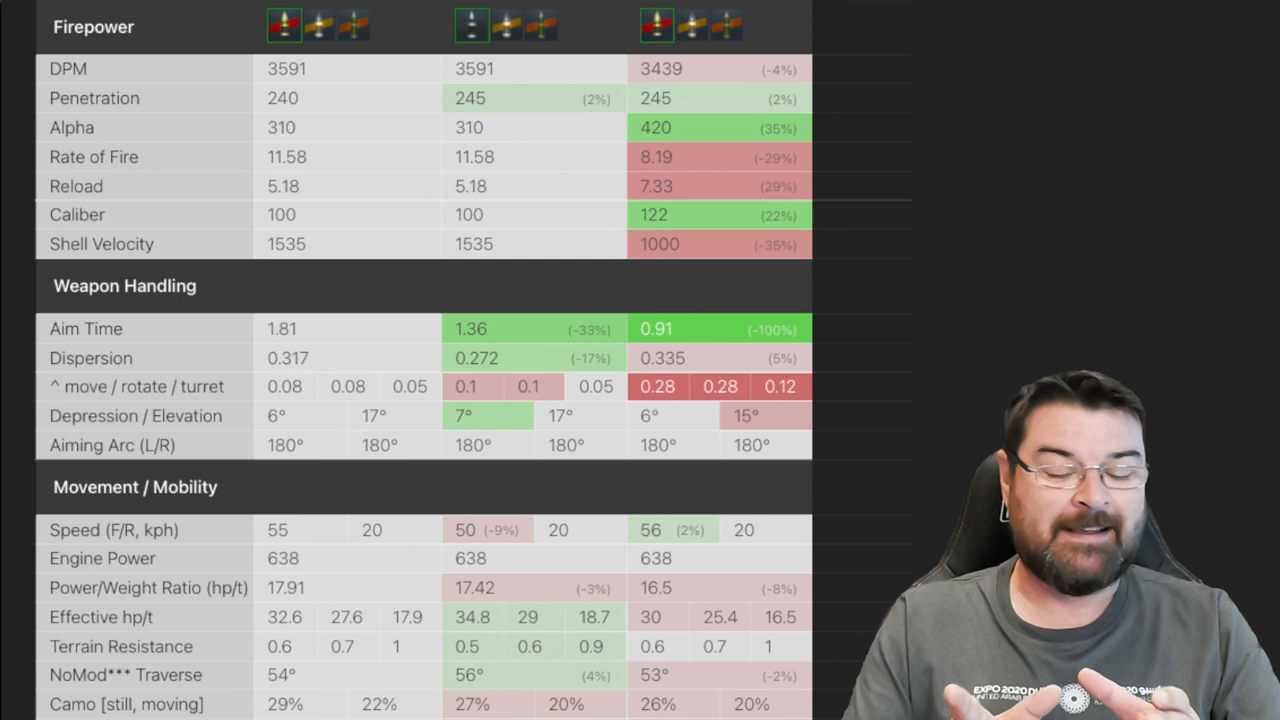 Firepower
DPM 3591 3591 3439 (-4%)
Penetration 240 245 (2%) 245 (2%)
Alpha 310 310 420 (35%)
Rate of Fire 11.58 11.58 8.19 (-29%)
Reload 5.18 5.18 7.33 (29%)
Caliber 100 100 122 (22%)
Shell Velocity 1535 1535 1000 (-35%)
Weapon Handling
Aim Time 1.81 1.36 (-33%) 0.91 (-100%)
Dispersion 0.317 0.272 (-17%) 0.335 (5%)
^ move / rotate / turret 0.08 0.08 0.05 0.1 0.1 0.05 0.28 0.28 0.12
Depression / Elevation 6° 17° 7° 17° 6° 15°
Aiming Arc (L/R) 180° 180° 180° 180° 180° 180°
Movement / Mobility
Speed (F/R, kph) 55 20 50 (-9%) 20 56 (2%) 20
Engine Power 638 638 638
Power/Weight Ratio (hp/t) 17.91 17.42 (-3%) 16.5 (-8%)
Effective hp/t 32.6 27.6 17.9 34.8 29 18.7 30 25.4 16.5
Terrain Resistance 0.6 0.7 1 0.5 0.6 0.9 0.6 0.7 1
NoMod*** Traverse 54° 56° (4%) 53° (-2%)
Camo [still, moving] 29% 22% 27% 20% 26% 20%
EXPO 2020
UNITED ARAB